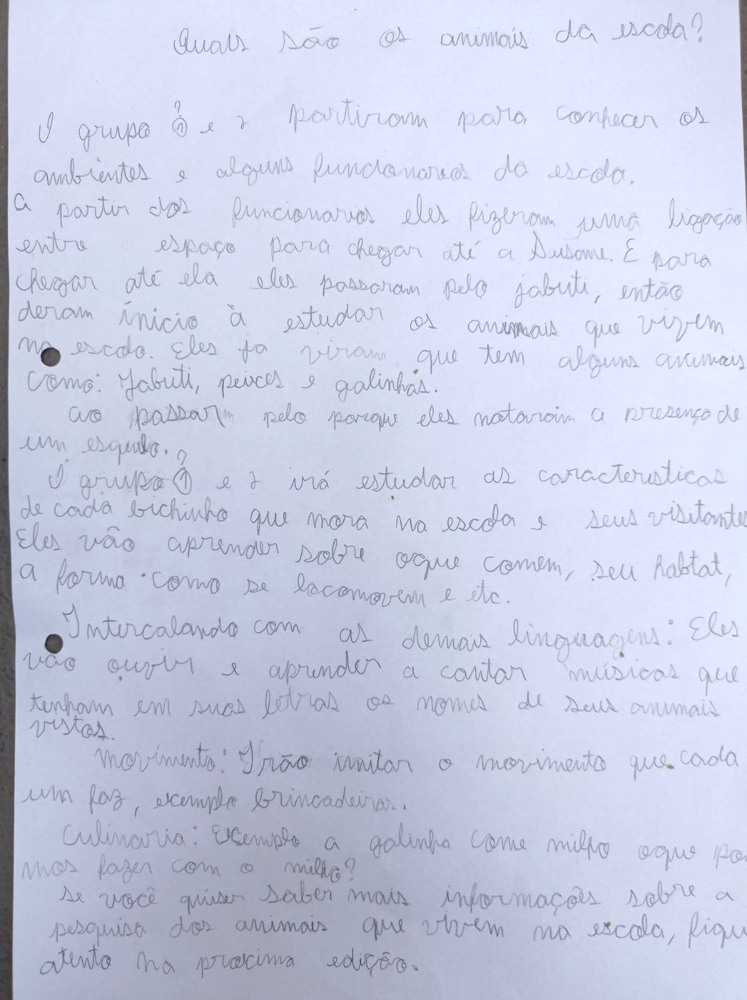 Quais são os animais da escola?
?
O grupo 1 e 2 partiram para conhecer os
ambientes e alguns funcionarios da escola.
A partir dos funcionarios eles fizeram uma ligação
entre espaço para chegar até a Susane. E para
chegar até ela eles passaram pelo jabuti, então
deram ínicio à estudar os animais que vivem
na escola. Eles ja viram que tem alguns animais
como: Jabuti, peixes e galinhas.
ao passarm pelo parque eles notaram a presença de
um esquilo.
?
O grupo 1 e 2 irá estudar as caracteristicas
de cada bichinho que mora na escola e seus visitantes
Eles vão aprender sobre oque comem, seu habtat,
a forma como se locomovem e etc.
Intercalando com as demais linguagens: Eles
vão ouvir e aprender a cantar músicas que
tenham em suas letras os nomes de seus animais
vistos.
Movimento: Irão imitar o movimento que cada
um faz, exemplo brincadeiras.
Culinaria: Exemplo a galinha come milho oque po
mos fazer com o milho?
Se você quiser saber mais informações sobre a
pesquisa dos animais que vivem na escola, fiqu
atento na proxima edição.